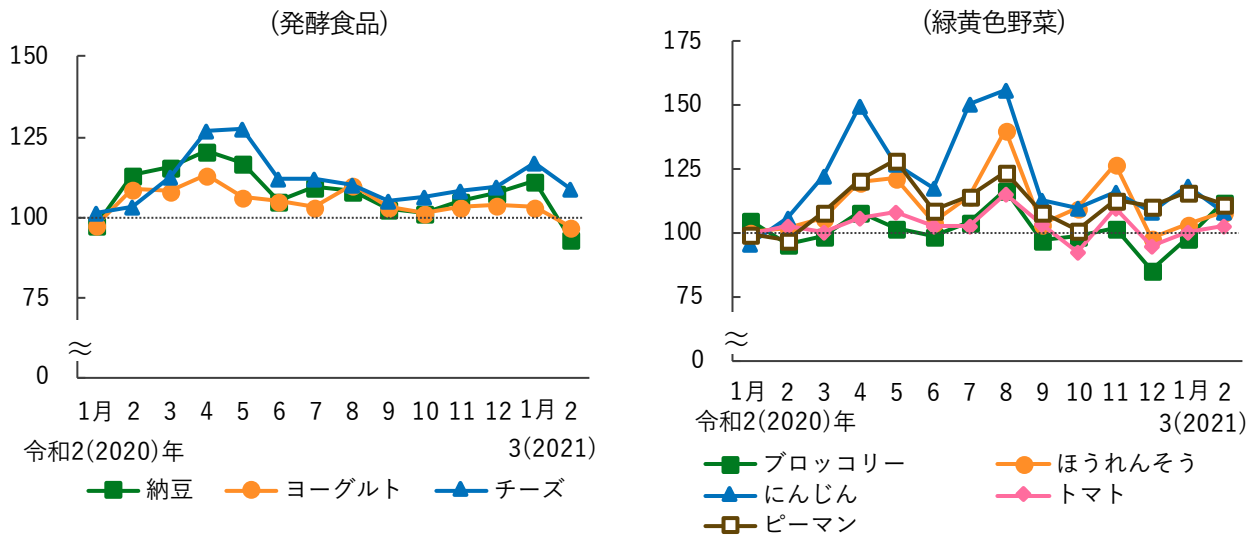 (発酵食品)
150
125
100
75
0
1月 2 3 4 5 6 7 8 9 10 11 12 1月 2
令和2(2020)年 3(2021)
納豆 ヨーグルト チーズ
(緑黄色野菜)
175
150
125
100
75
0
1月 2 3 4 5 6 7 8 9 10 11 12 1月 2
令和2(2020)年 3(2021)
ブロッコリー ほうれんそう
にんじん トマト
ピーマン